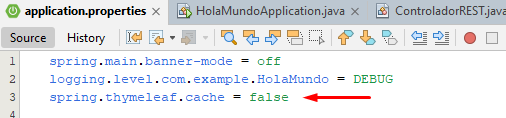 application.properties
HolaMundoApplication.java
ControladorREST.java
Source
History
1 spring.main.banner-mode = off
2 logging.level.com.example.HolaMundo = DEBUG
3 spring.thymeleaf.cache = false